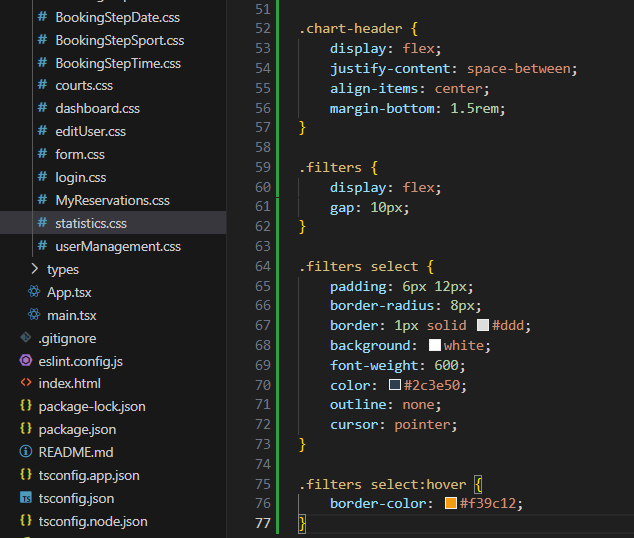 BookingStepDate.css
BookingStepSport.css
BookingStepTime.css
courts.css
dashboard.css
editUser.css
form.css
login.css
MyReservations.css
statistics.css
userManagement.css
types
App.tsx
main.tsx
.gitignore
eslint.config.js
index.html
package-lock.json
package.json
README.md
tsconfig.app.json
tsconfig.json
tsconfig.node.json
51
52 .chart-header {
53 display: flex;
54 justify-content: space-between;
55 align-items: center;
56 margin-bottom: 1.5rem;
57 }
58
59 .filters {
60 display: flex;
61 gap: 10px;
62 }
63
64 .filters select {
65 padding: 6px 12px;
66 border-radius: 8px;
67 border: 1px solid #ddd;
68 background: white;
69 font-weight: 600;
70 color: #2c3e50;
71 outline: none;
72 cursor: pointer;
73 }
74
75 .filters select:hover {
76 border-color: #f39c12;
77 }